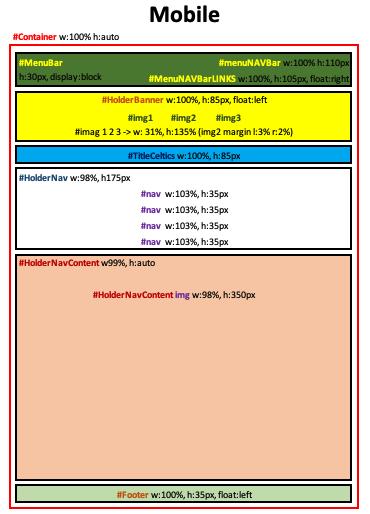 Mobile
#Container w:100% h:auto
#MenuBar #menuNAVBar w:100% h:110px
h:30px, display:block #MenuNAVBarLINKS w:100%, h:105px, float:right
#HolderBanner w:100%, h:85px, float:left
#img1 #img2 #img3
#imag 1 2 3 -> w: 31%, h:135% (img2 margin l:3% r:2%)
#TitleCeltics w:100%, h:85px
#HolderNav w:98%, h175px
#nav w:103%, h:35px
#nav w:103%, h:35px
#nav w:103%, h:35px
#nav w:103%, h:35px
#HolderNavContent w99%, h:auto
#HolderNavContent img w:98%, h:350px
#Footer w:100%, h:35px, float:left